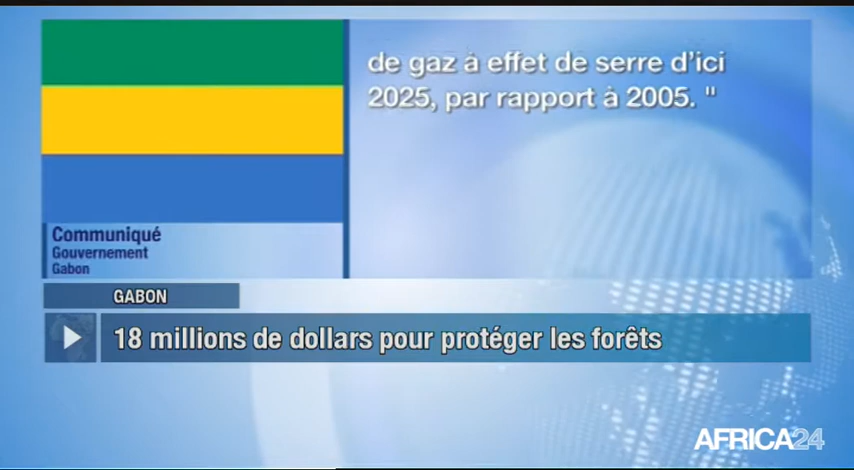 de gaz à effet de serre d'ici
2025, par rapport à 2005. "
Communiqué
Gouvernement
Gabon
GABON
18 millions de dollars pour protéger les forêts
AFRICA24